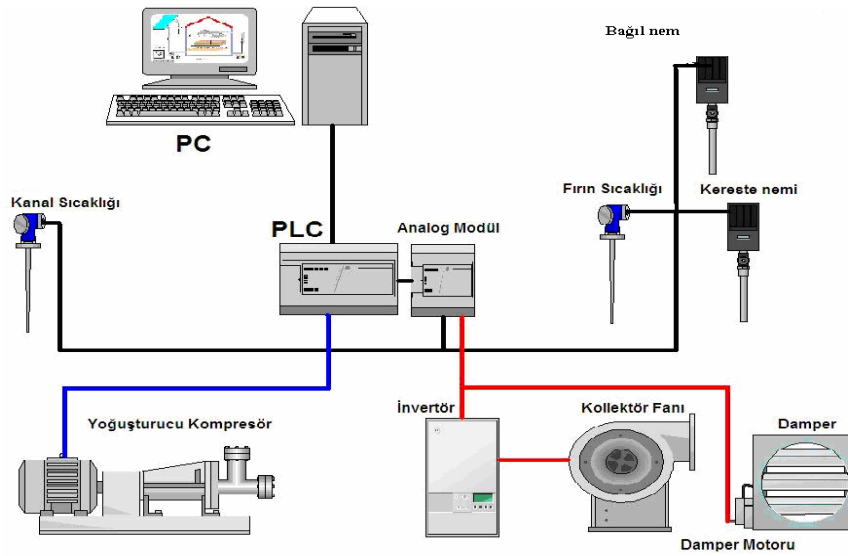 Bağıl nem
PC
Kanal Sıcaklığı
Fırın Sıcaklığı
Kereste nemi
PLC
Analog Modül
Yoğuşturucu Kompresör
İnvertör
Kollektör Fanı
Damper
Damper Motoru